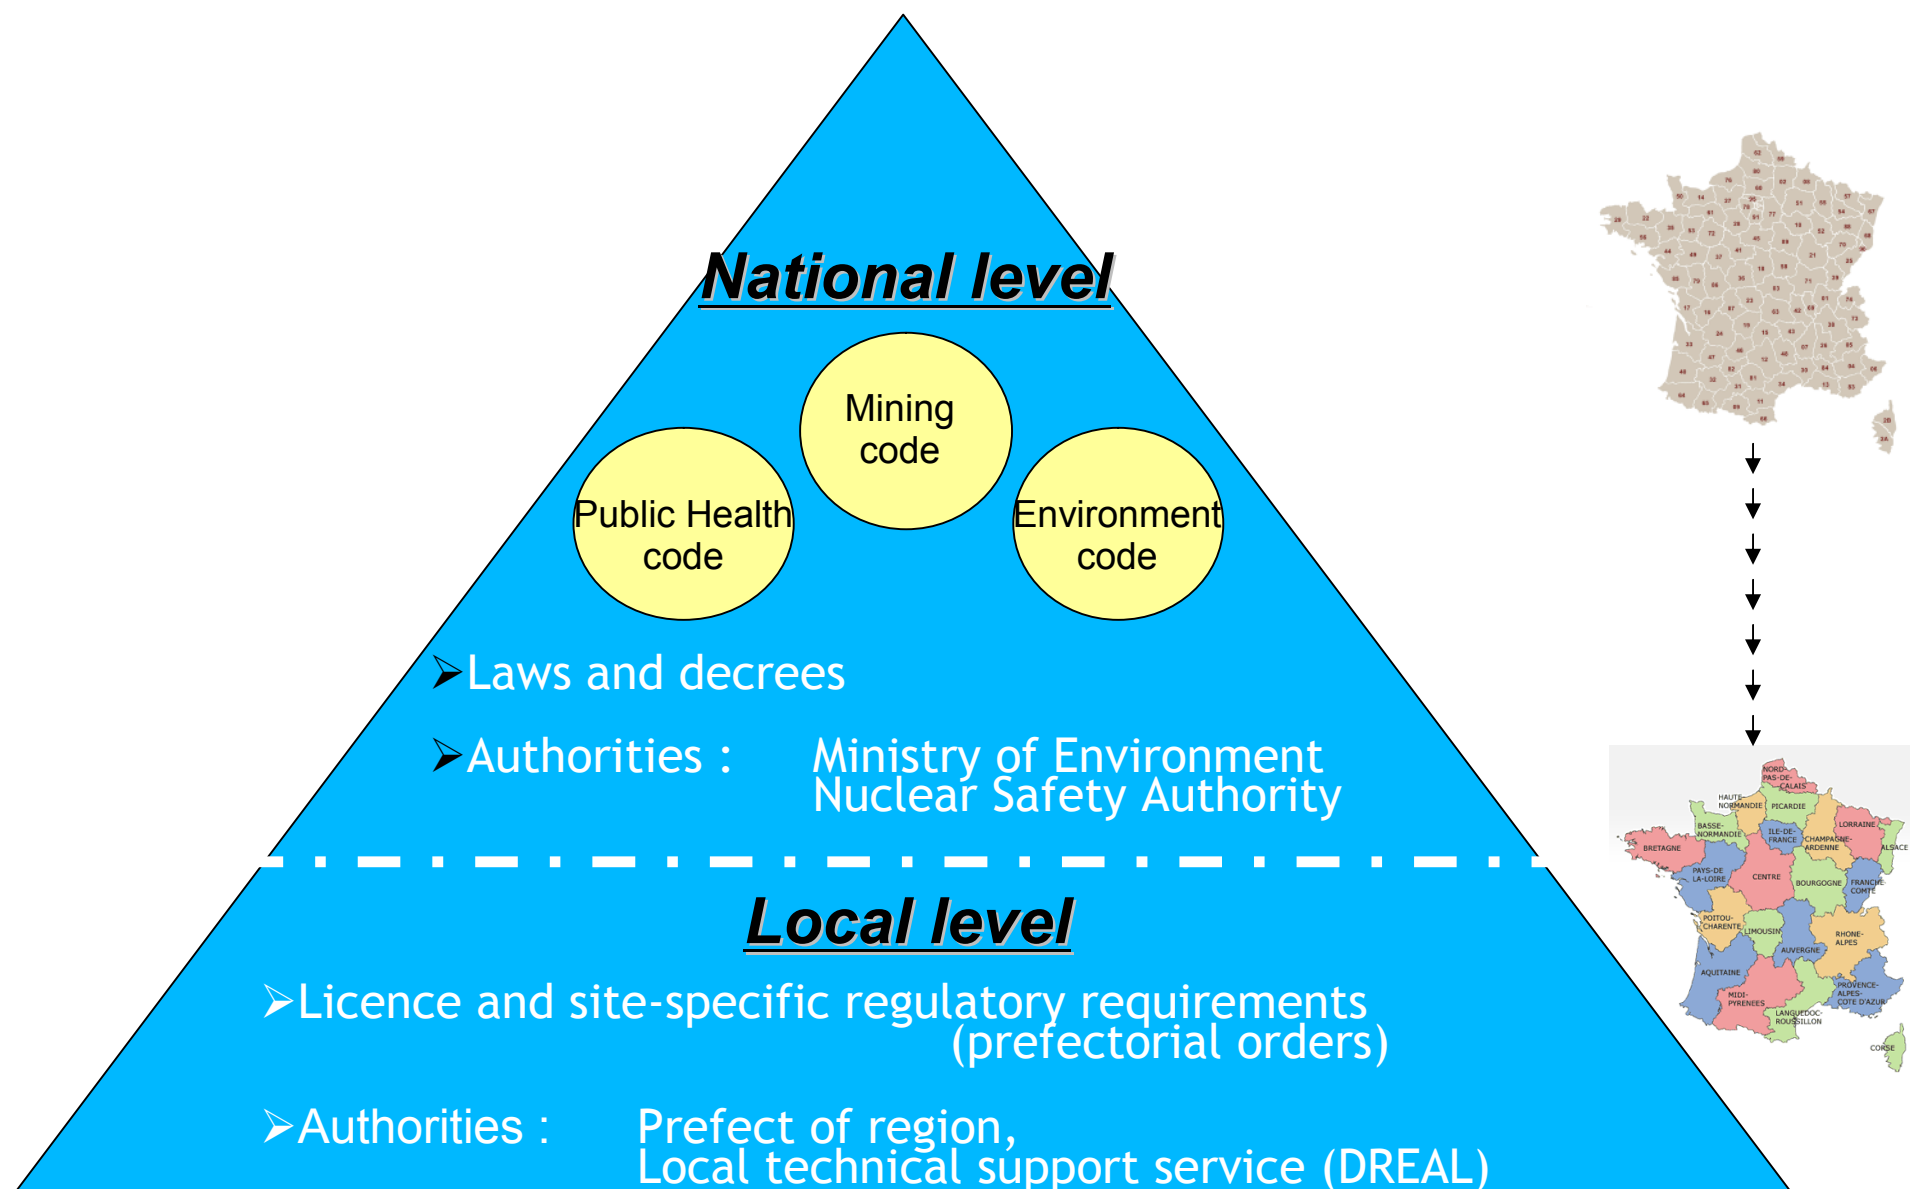 National level
Mining
code
Public Health
code
Environment
code
➢Laws and decrees
➢Authorities : Ministry of Environment
Nuclear Safety Authority
Local level
➢Licence and site-specific regulatory requirements
(prefectorial orders)
➢Authorities : Prefect of region,
Local technical support service (DREAL)
NORD-
PAS-DE-
CALAIS
HAUTE-
NORMANDIE
PICARDIE
BASSE-
NORMANDIE
ILE-DE-
FRANCE
CHAMPAGNE-
ARDENNE
LORRAINE
ALSACE
BRETAGNE
PAYS-DE
LA-LOIRE
CENTRE
BOURGOGNE
FRANCHE-
COMTE
POITOU-
CHARENTE
LIMOUSIN
AUVERGNE
RHONE-
ALPES
AQUITAINE
MIDI-
PYRENEES
LANGUEDOC-
ROUSSILLON
PROVENCE-
ALPES-
COTE D'AZUR
CORSE